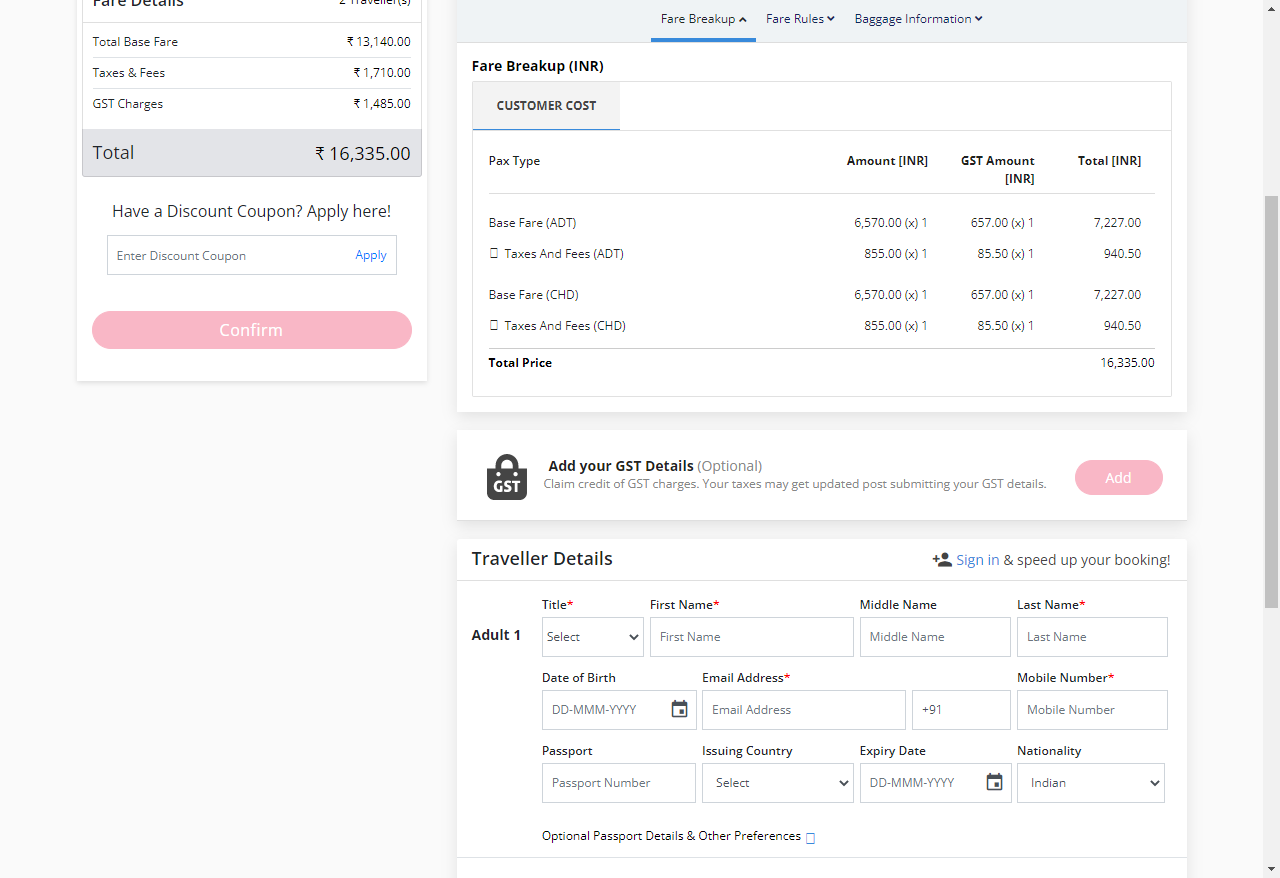 Fare Details 2 Traveller(s)
Total Base Fare ₹ 13,140.00
Taxes & Fees ₹ 1,710.00
GST Charges ₹ 1,485.00
Total ₹ 16,335.00
Have a Discount Coupon? Apply here!
Enter Discount Coupon Apply
Confirm
Fare Breakup Fare Rules Baggage Information
Fare Breakup (INR)
CUSTOMER COST
Pax Type Amount [INR] GST Amount [INR] Total [INR]
Base Fare (ADT) 6,570.00 (x) 1 657.00 (x) 1 7,227.00
Taxes And Fees (ADT) 855.00 (x) 1 85.50 (x) 1 940.50
Base Fare (CHD) 6,570.00 (x) 1 657.00 (x) 1 7,227.00
Taxes And Fees (CHD) 855.00 (x) 1 85.50 (x) 1 940.50
Total Price 16,335.00
GST
Add your GST Details (Optional)
Claim credit of GST charges. Your taxes may get updated post submitting your GST details.
Add
Traveller Details Sign in & speed up your booking!
Title* First Name* Middle Name Last Name*
Adult 1 Select First Name Middle Name Last Name
Date of Birth Email Address* Mobile Number*
DD-MMM-YYYY Email Address +91 Mobile Number
Passport Issuing Country Expiry Date Nationality
Passport Number Select DD-MMM-YYYY Indian
Optional Passport Details & Other Preferences